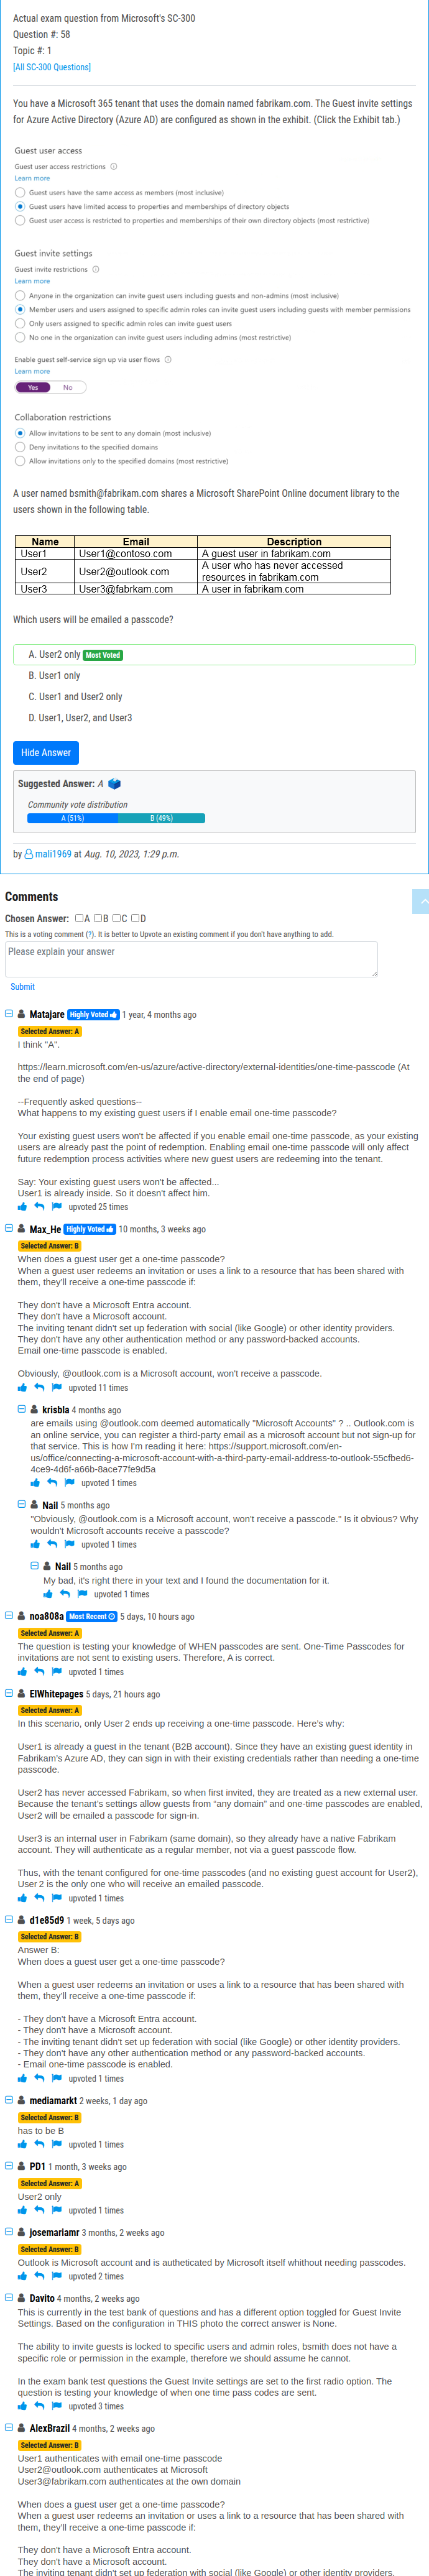 Actual exam question from Microsoft's SC-300
Question #: 58
Topic #: 1
[All SC-300 Questions]
You have a Microsoft 365 tenant that uses the domain named fabrikam.com. The Guest invite settings
for Azure Active Directory (Azure AD) are configured as shown in the exhibit. (Click the Exhibit tab.)
Guest user access
Guest user access restrictions
Learn more
Guest users have the same access as members (most inclusive)
Guest users have limited access to properties and memberships of directory objects
Guest user access is restricted to properties and memberships of their own directory objects (most restrictive)
Guest invite settings
Guest invite restrictions
Learn more
Anyone in the organization can invite guest users including guests and non-admins (most inclusive)
Member users and users assigned to specific admin roles can invite guest users including guests with member permissions
Only users assigned to specific admin roles can invite guest users
No one in the organization can invite guest users including admins (most restrictive)
Enable guest self-service sign up via user flows
Learn more
Yes No
Collaboration restrictions
Allow invitations to be sent to any domain (most inclusive)
Deny invitations to the specified domains
Allow invitations only to the specified domains (most restrictive)
A user named bsmith@fabrikam.com shares a Microsoft SharePoint Online document library to the
users shown in the following table.
Name Email Description
User1 User1@contoso.com A guest user in fabrikam.com
User2 User2@outlook.com A user who has never accessed
resources in fabrikam.com
User3 User3@fabrkam.com A user in fabrikam.com
Which users will be emailed a passcode?
A. User2 only Most Voted
B. User1 only
C. User1 and User2 only
D. User1, User2, and User3
Hide Answer
Suggested Answer: A
Community vote distribution
A (51%) B (49%)
by mali1969 at Aug. 10, 2023, 1:29 p.m.
Comments
Chosen Answer: A B C D
This is a voting comment (?). It is better to Upvote an existing comment if you don't have anything to add.
Please explain your answer
Submit
Matajare Highly Voted 1 year, 4 months ago
Selected Answer: A
I think "A".
https://learn.microsoft.com/en-us/azure/active-directory/external-identities/one-time-passcode (At
the end of page)
--Frequently asked questions--
What happens to my existing guest users if I enable email one-time passcode?
Your existing guest users won't be affected if you enable email one-time passcode, as your existing
users are already past the point of redemption. Enabling email one-time passcode will only affect
future redemption process activities where new guest users are redeeming into the tenant.
Say: Your existing guest users won't be affected...
User1 is already inside. So it doesn't affect him.
upvoted 25 times
Max_He Highly Voted 10 months, 3 weeks ago
Selected Answer: B
When does a guest user get a one-time passcode?
When a guest user redeems an invitation or uses a link to a resource that has been shared with
them, they'll receive a one-time passcode if:
They don't have a Microsoft Entra account.
They don't have a Microsoft account.
The inviting tenant didn't set up federation with social (like Google) or other identity providers.
They don't have any other authentication method or any password-backed accounts.
Email one-time passcode is enabled.
Obviously, @outlook.com is a Microsoft account, won't receive a passcode.
upvoted 11 times
krisbla 4 months ago
are emails using @outlook.com deemed automatically "Microsoft Accounts" ? .. Outlook.com is
an online service, you can register a third-party email as a microsoft account but not sign-up for
that service. This is how I'm reading it here: https://support.microsoft.com/en-
us/office/connecting-a-microsoft-account-with-a-third-party-email-address-to-outlook-55cfbed6-
4ce9-4d6f-a66b-8ace77fe9d5a
upvoted 1 times
Nail 5 months ago
"Obviously, @outlook.com is a Microsoft account, won't receive a passcode." Is it obvious? Why
wouldn't Microsoft accounts receive a passcode?
upvoted 1 times
Nail 5 months ago
My bad, it's right there in your text and I found the documentation for it.
upvoted 1 times
noa808a Most Recent 5 days, 10 hours ago
Selected Answer: A
The question is testing your knowledge of WHEN passcodes are sent. One-Time Passcodes for
invitations are not sent to existing users. Therefore, A is correct.
upvoted 1 times
ElWhitepages 5 days, 21 hours ago
Selected Answer: A
In this scenario, only User 2 ends up receiving a one-time passcode. Here's why:
User1 is already a guest in the tenant (B2B account). Since they have an existing guest identity in
Fabrikam's Azure AD, they can sign in with their existing credentials rather than needing a one-time
passcode.
User2 has never accessed Fabrikam, so when first invited, they are treated as a new external user.
Because the tenant's settings allow guests from "any domain" and one-time passcodes are enabled,
User2 will be emailed a passcode for sign-in.
User3 is an internal user in Fabrikam (same domain), so they already have a native Fabrikam
account. They will authenticate as a regular member, not via a guest passcode flow.
Thus, with the tenant configured for one-time passcodes (and no existing guest account for User2),
User 2 is the only one who will receive an emailed passcode.
upvoted 1 times
d1e85d9 1 week, 5 days ago
Selected Answer: B
Answer B:
When does a guest user get a one-time passcode?
When a guest user redeems an invitation or uses a link to a resource that has been shared with
them, they'll receive a one-time passcode if:
- They don't have a Microsoft Entra account.
- They don't have a Microsoft account.
- The inviting tenant didn't set up federation with social (like Google) or other identity providers.
- They don't have any other authentication method or any password-backed accounts.
- Email one-time passcode is enabled.
upvoted 1 times
mediamarkt 2 weeks, 1 day ago
Selected Answer: B
has to be B
upvoted 1 times
PD1 1 month, 3 weeks ago
Selected Answer: A
User2 only
upvoted 1 times
josemariamr 3 months, 2 weeks ago
Selected Answer: B
Outlook is Microsoft account and is autheticated by Microsoft itself whithout needing passcodes.
upvoted 2 times
Davito 4 months, 2 weeks ago
This is currently in the test bank of questions and has a different option toggled for Guest Invite
Settings. Based on the configuration in THIS photo the correct answer is None.
The ability to invite guests is locked to specific users and admin roles, bsmith does not have a
specific role or permission in the example, therefore we should assume he cannot.
In the exam bank test questions the Guest Invite settings are set to the first radio option. The
question is testing your knowledge of when one time pass codes are sent.
upvoted 3 times
AlexBrazil 4 months, 2 weeks ago
Selected Answer: B
User1 authenticates with email one-time passcode
User2@outlook.com authenticates at Microsoft
User3@fabrikam.com authenticates at the own domain
When does a guest user get a one-time passcode?
When a guest user redeems an invitation or uses a link to a resource that has been shared with
them, they'll receive a one-time passcode if:
They don't have a Microsoft Entra account.
They don't have a Microsoft account.
The inviting tenant didn't set up federation with social (like Google) or other identity providers.